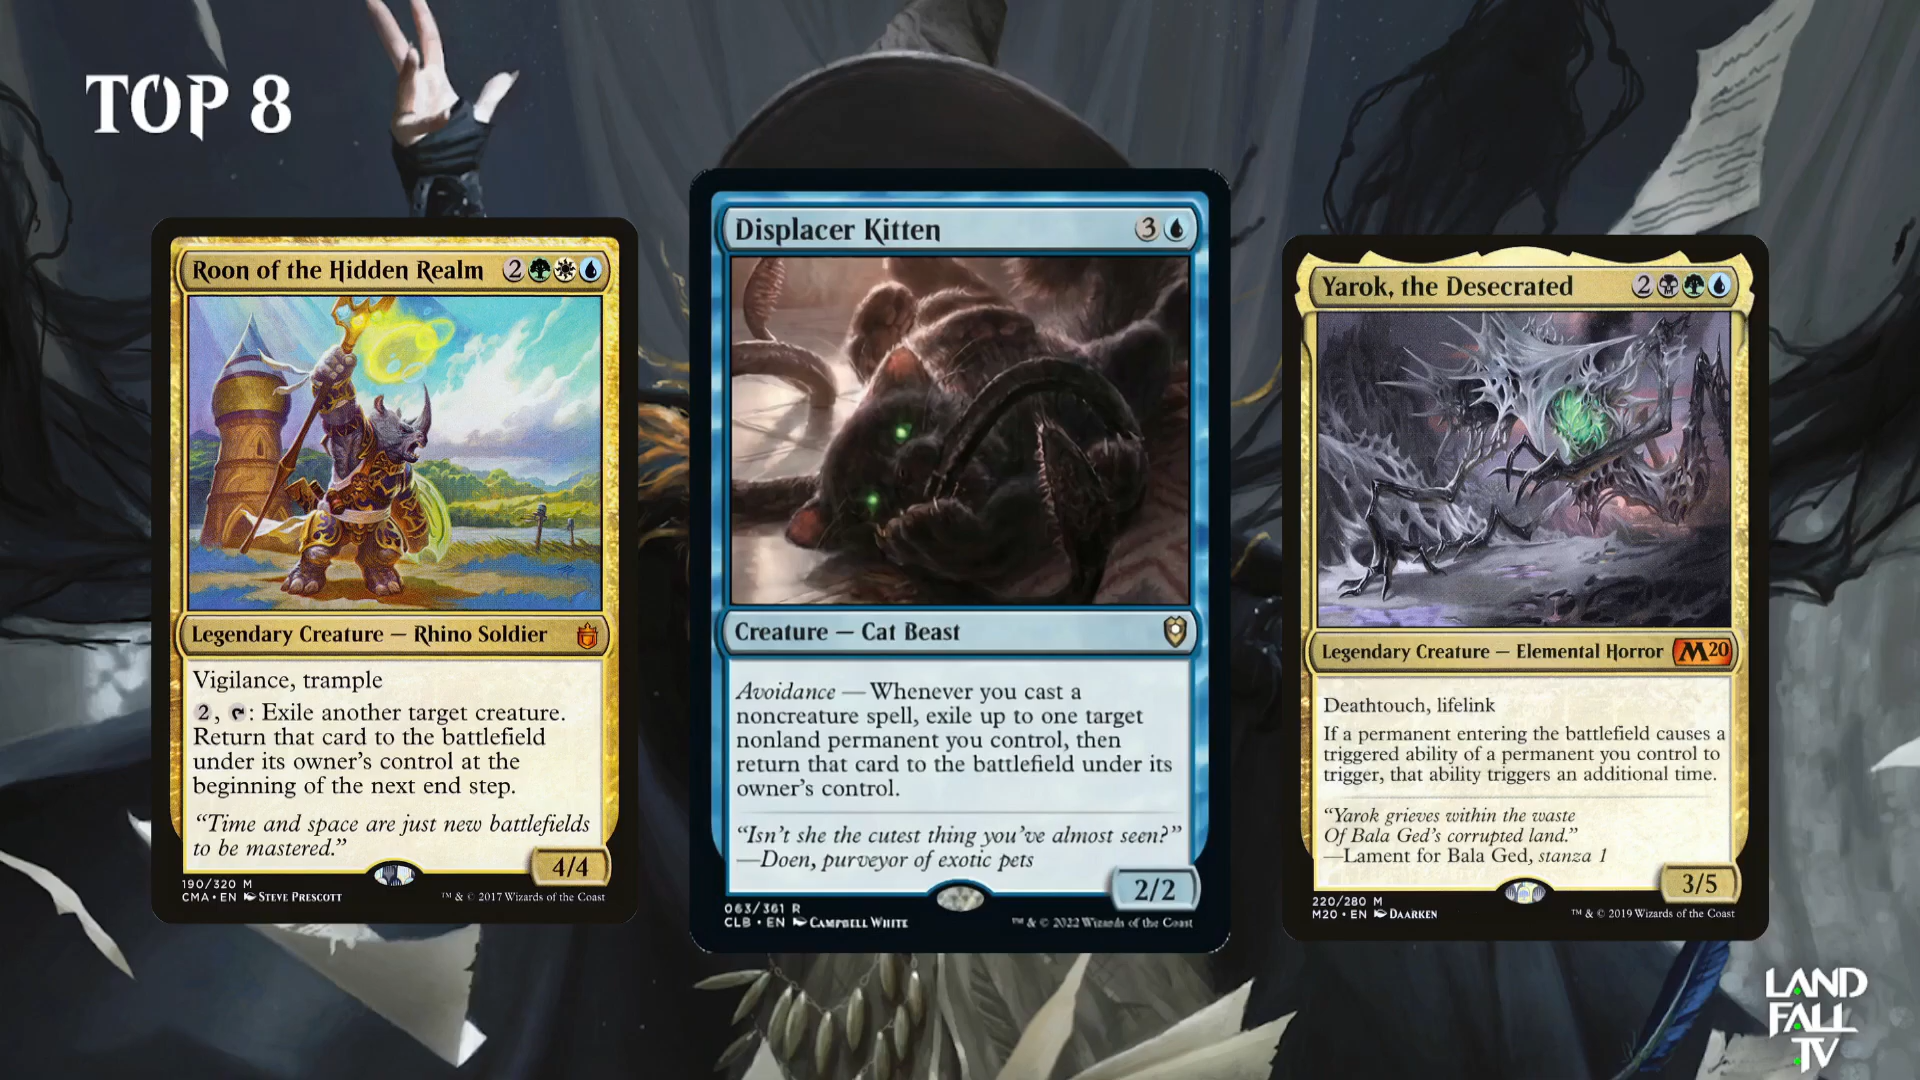 TOP 8
Roon of the Hidden Realm 2
Legendary Creature — Rhino Soldier
Vigilance, trample
2, : Exile another target creature.
Return that card to the battlefield
under its owner's control at the
beginning of the next end step.
“Time and space are just new battlefields
to be mastered.”
4/4
190/320 M
CMA • EN STEVE PRESCOTT
™ & © 2017 Wizards of the Coast
Displacer Kitten 3
Creature — Cat Beast
Avoidance — Whenever you cast a
noncreature spell, exile up to one target
nonland permanent you control, then
return that card to the battlefield under its
owner's control.
“Isn't she the cutest thing you've almost seen?”
—Doen, purveyor of exotic pets
2/2
063/361 R
CLB • EN CAMPBELL WHITE
™ & © 2022 Wizards of the Coast
Yarok, the Desecrated 2
Legendary Creature — Elemental Horror M20
Deathtouch, lifelink
If a permanent entering the battlefield causes a
triggered ability of a permanent you control to
trigger, that ability triggers an additional time.
“Yarok grieves within the waste
Of Bala Ged's corrupted land.”
—Lament for Bala Ged, stanza 1
3/5
220/280 M
M20 • EN DAARKEN
™ & © 2019 Wizards of the Coast
LAND
FALL
.TV